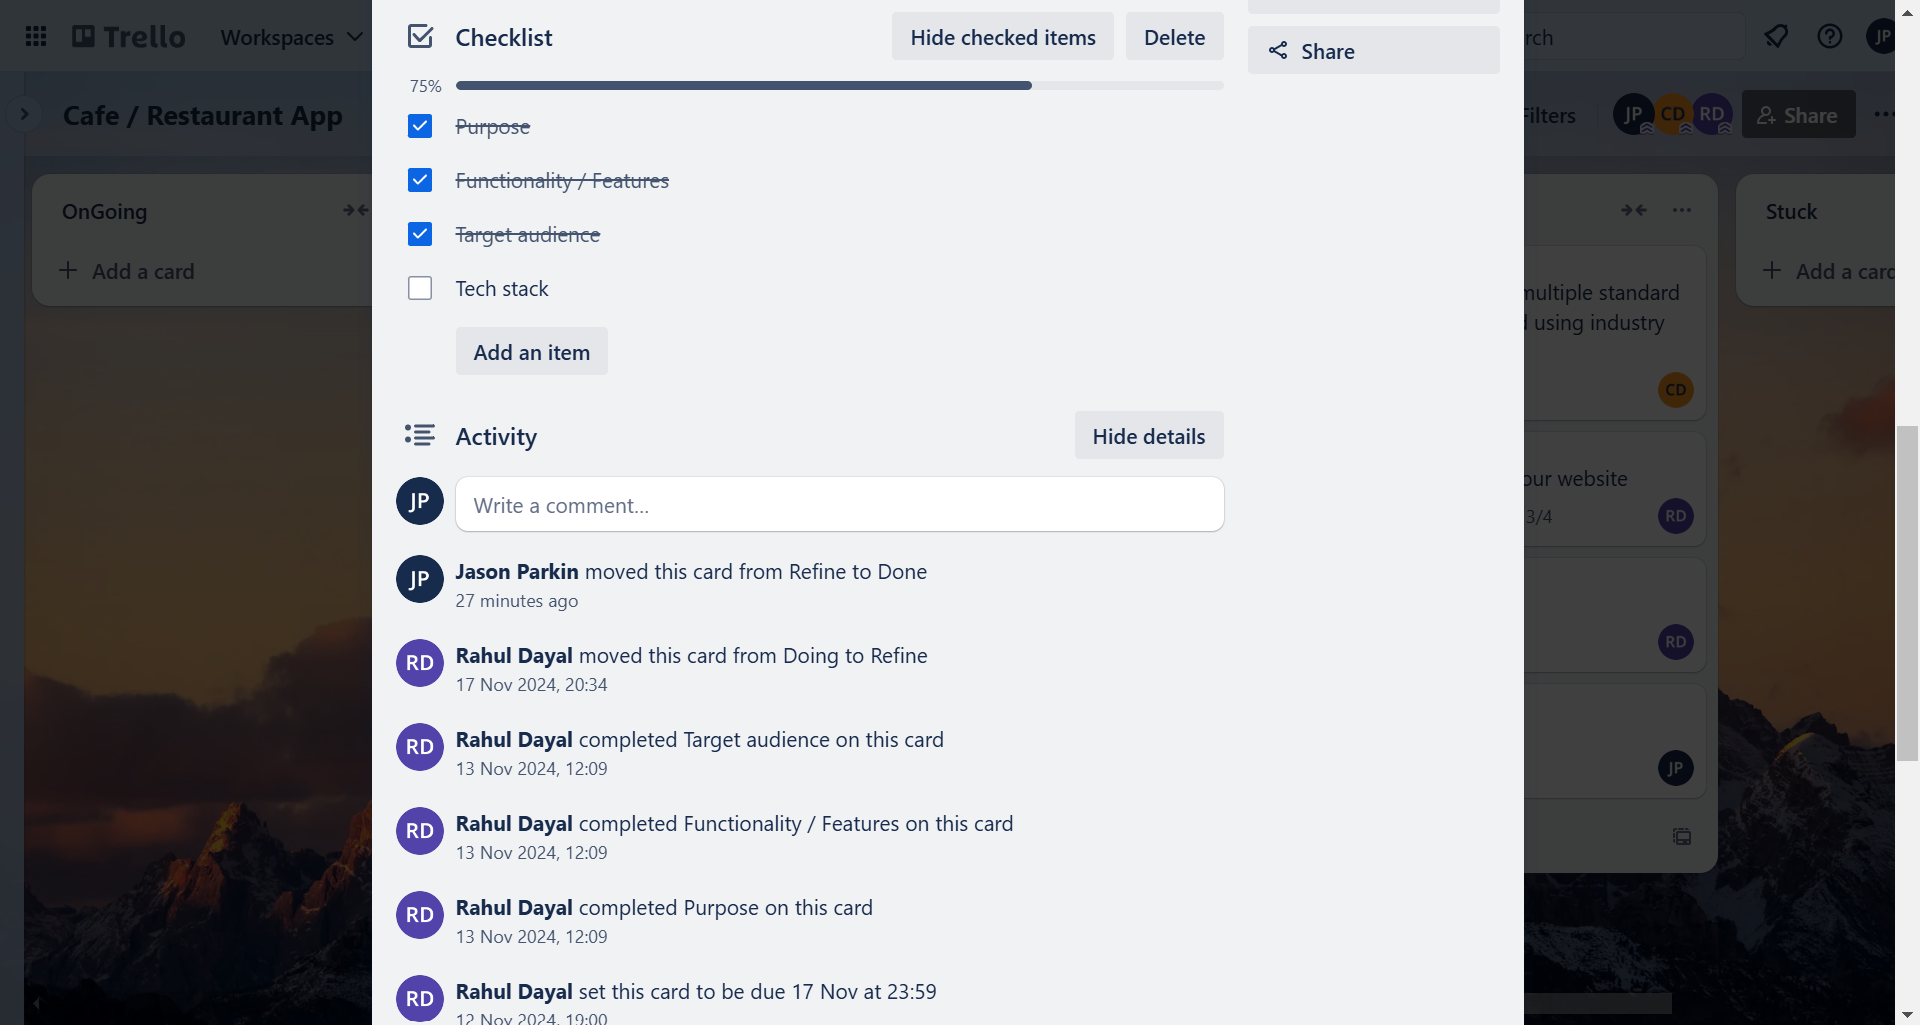 Trello
Workspaces
rch
JP
Cafe / Restaurant App
Filters
JP
CD
RD
Share
OnGoing
Add a card
Checklist
Hide checked items
Delete
75%
Purpose
Functionality / Features
Target audience
Tech stack
Add an item
Share
Activity
Hide details
JP
Write a comment...
JP
Jason Parkin moved this card from Refine to Done
27 minutes ago
RD
Rahul Dayal moved this card from Doing to Refine
17 Nov 2024, 20:34
RD
Rahul Dayal completed Target audience on this card
13 Nov 2024, 12:09
RD
Rahul Dayal completed Functionality / Features on this card
13 Nov 2024, 12:09
RD
Rahul Dayal completed Purpose on this card
13 Nov 2024, 12:09
RD
Rahul Dayal set this card to be due 17 Nov at 23:59
12 Nov 2024, 19:00
multiple standard
using industry
CD
our website
3/4
RD
RD
JP
Stuck
Add a card